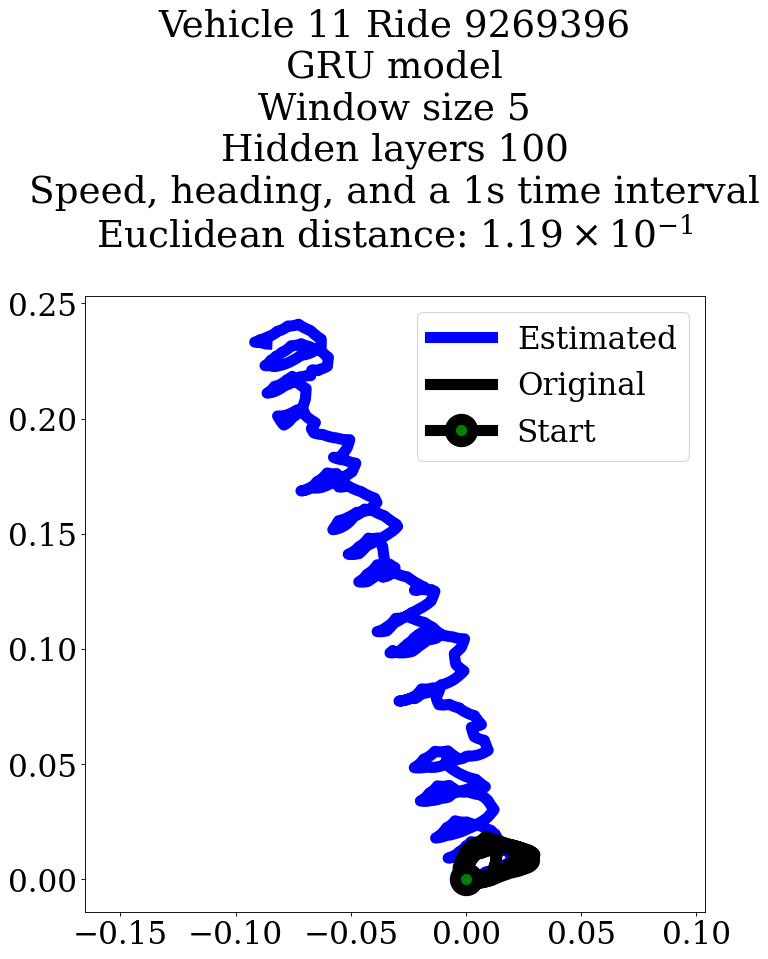 Vehicle 11 Ride 9269396
GRU model
Window size 5
Hidden layers 100
Speed, heading, and a 1s time interval
Euclidean distance: 1.19 × 10⁻¹
0.25
0.20
0.15
0.10
0.05
0.00
Estimated
Original
Start
−0.15 −0.10 −0.05 0.00 0.05 0.10